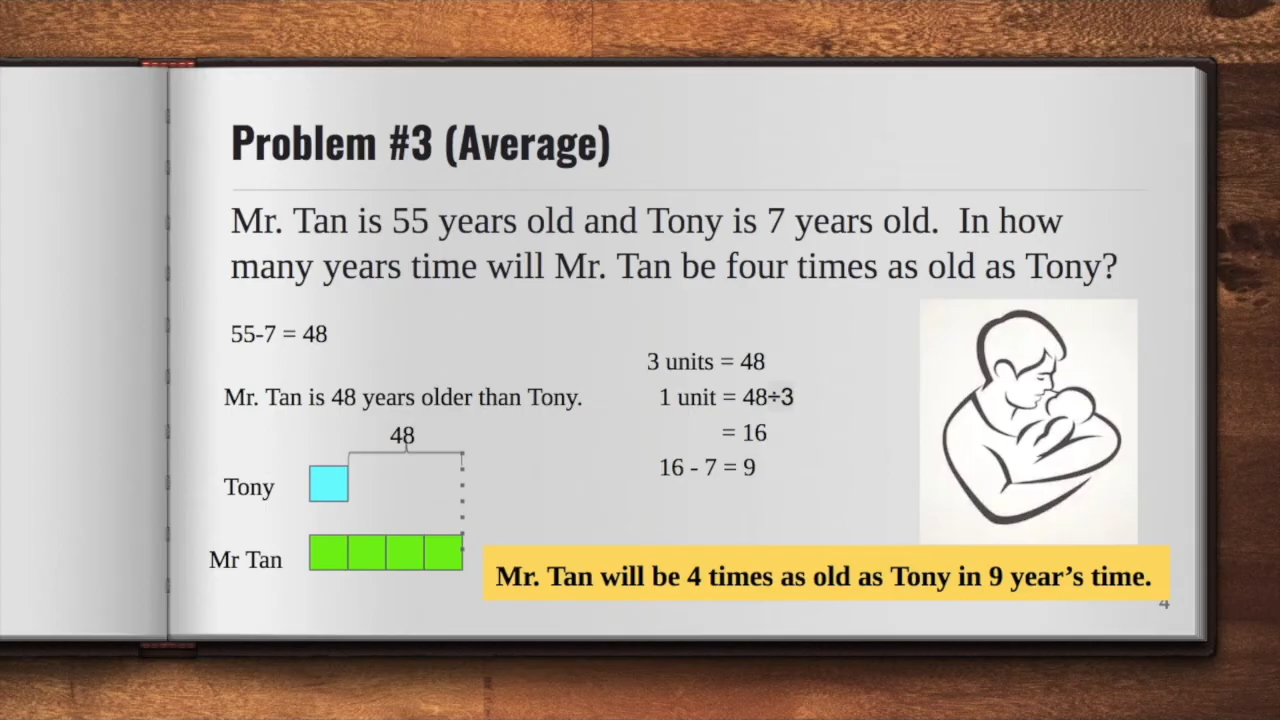 Problem #3 (Average)
Mr. Tan is 55 years old and Tony is 7 years old.  In how
many years time will Mr. Tan be four times as old as Tony?
55-7 = 48
Mr. Tan is 48 years older than Tony.
48
Tony
Mr Tan
3 units = 48
1 unit = 48÷3
= 16
16 - 7 = 9
Mr. Tan will be 4 times as old as Tony in 9 year’s time.
4